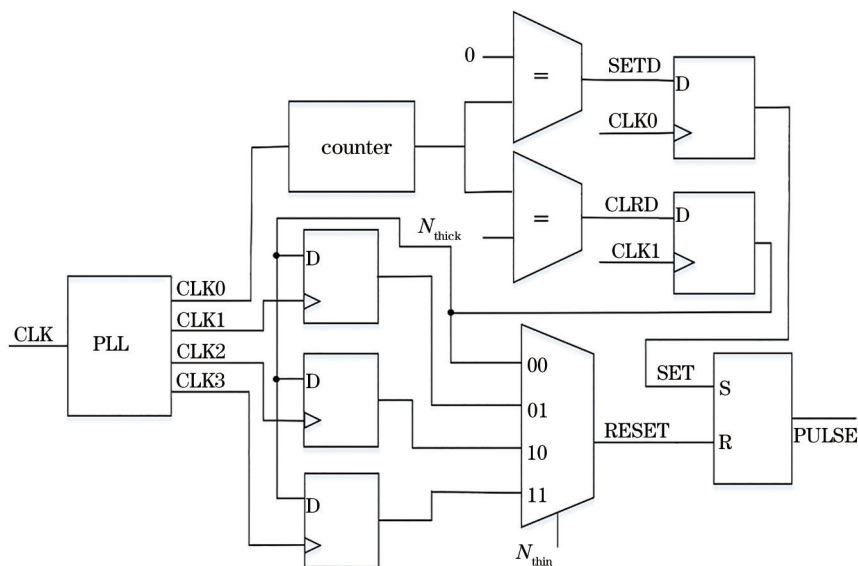 0
=
SETD
D
CLK0
counter
=
CLRD
D
CLK1
N_thick
D
CLK
PLL
CLK0
CLK1
CLK2
CLK3
D
D
00
01
10
11
N_thin
RESET
SET
S
R
PULSE